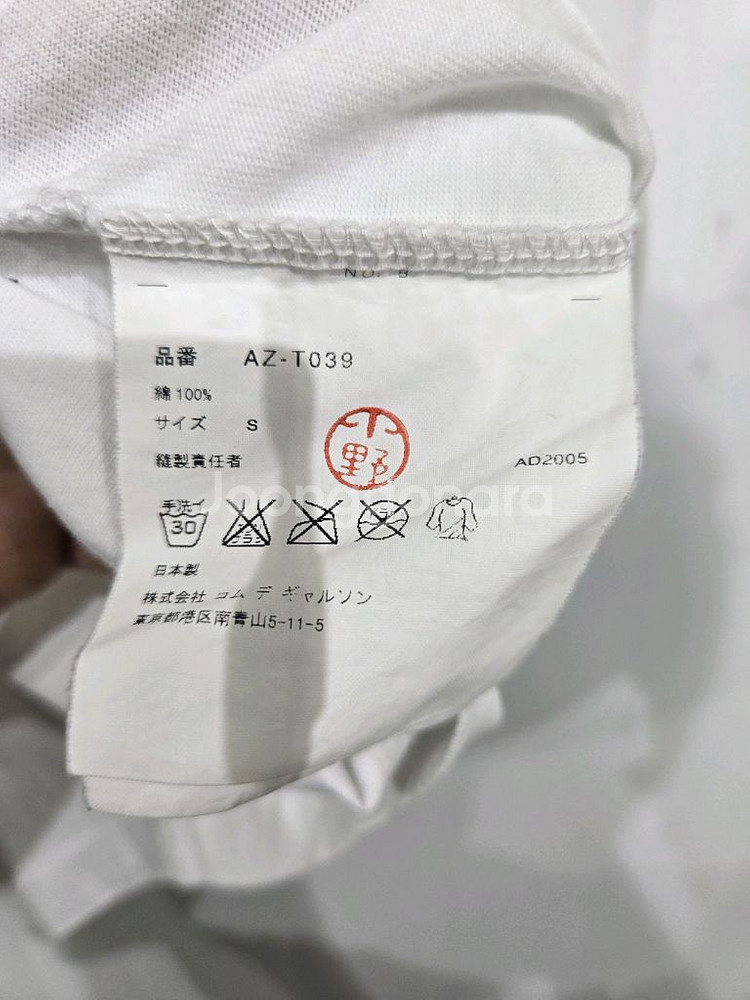 品番 AZ-T039
綿 100%
サイズ S
縫製責任者
AD2005
手洗イ
30
日本製
株式会社 コム デ ギャルソン
東京都港区南青山5-11-5
Joongnogara